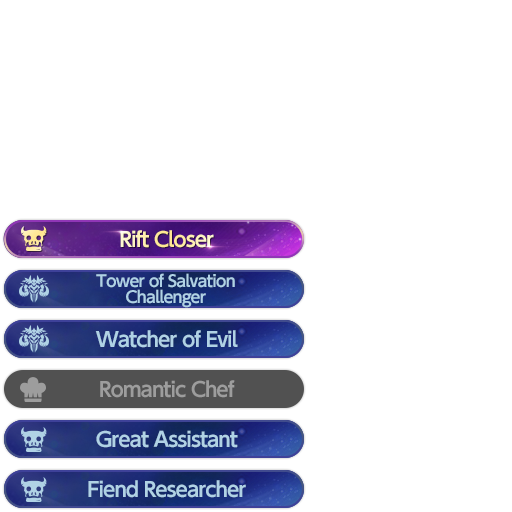 Rift Closer
Tower of Salvation
Challenger
Watcher of Evil
Romantic Chef
Great Assistant
Fiend Researcher